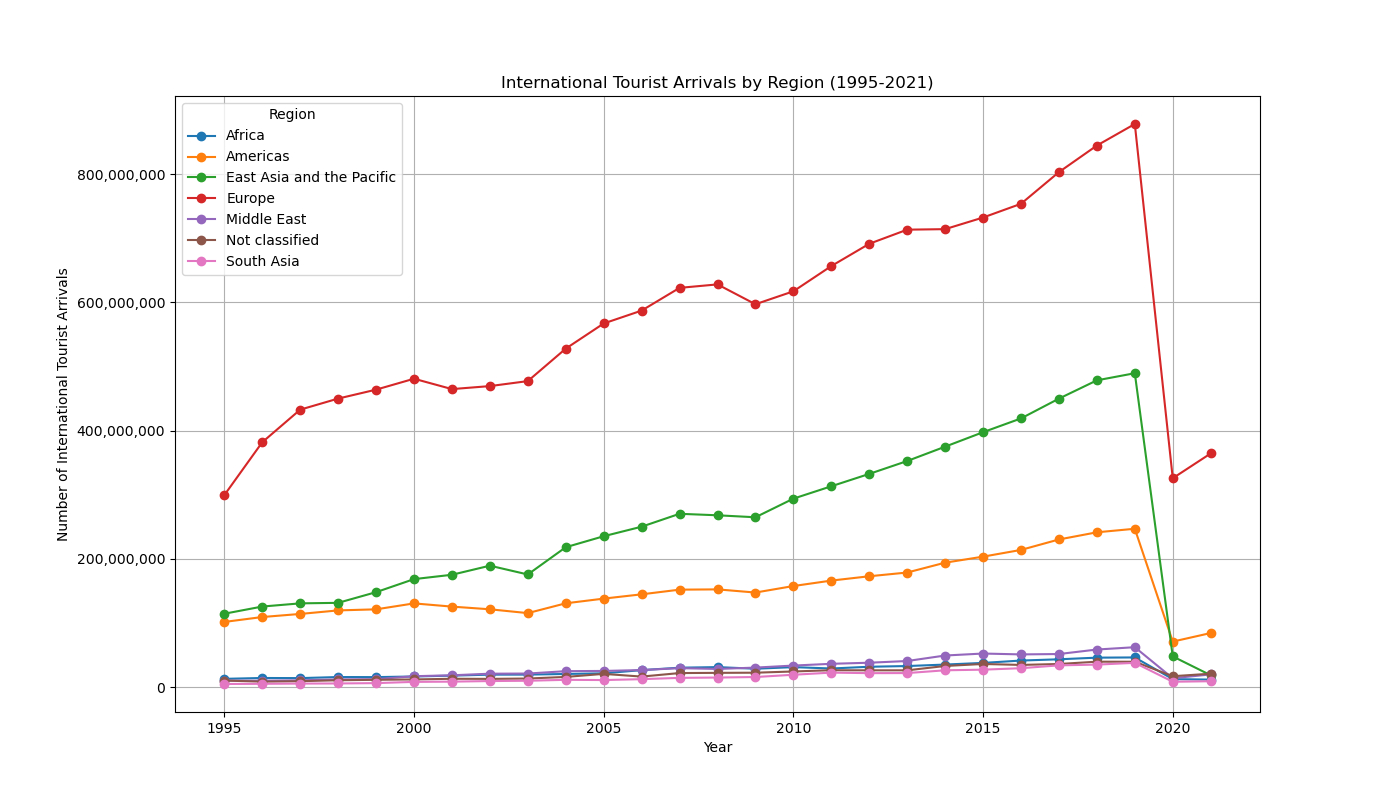 International Tourist Arrivals by Region (1995-2021)
Region
Africa
Americas
East Asia and the Pacific
Europe
Middle East
Not classified
South Asia
800,000,000
600,000,000
400,000,000
200,000,000
0
Number of International Tourist Arrivals
1995 2000 2005 2010 2015 2020
Year